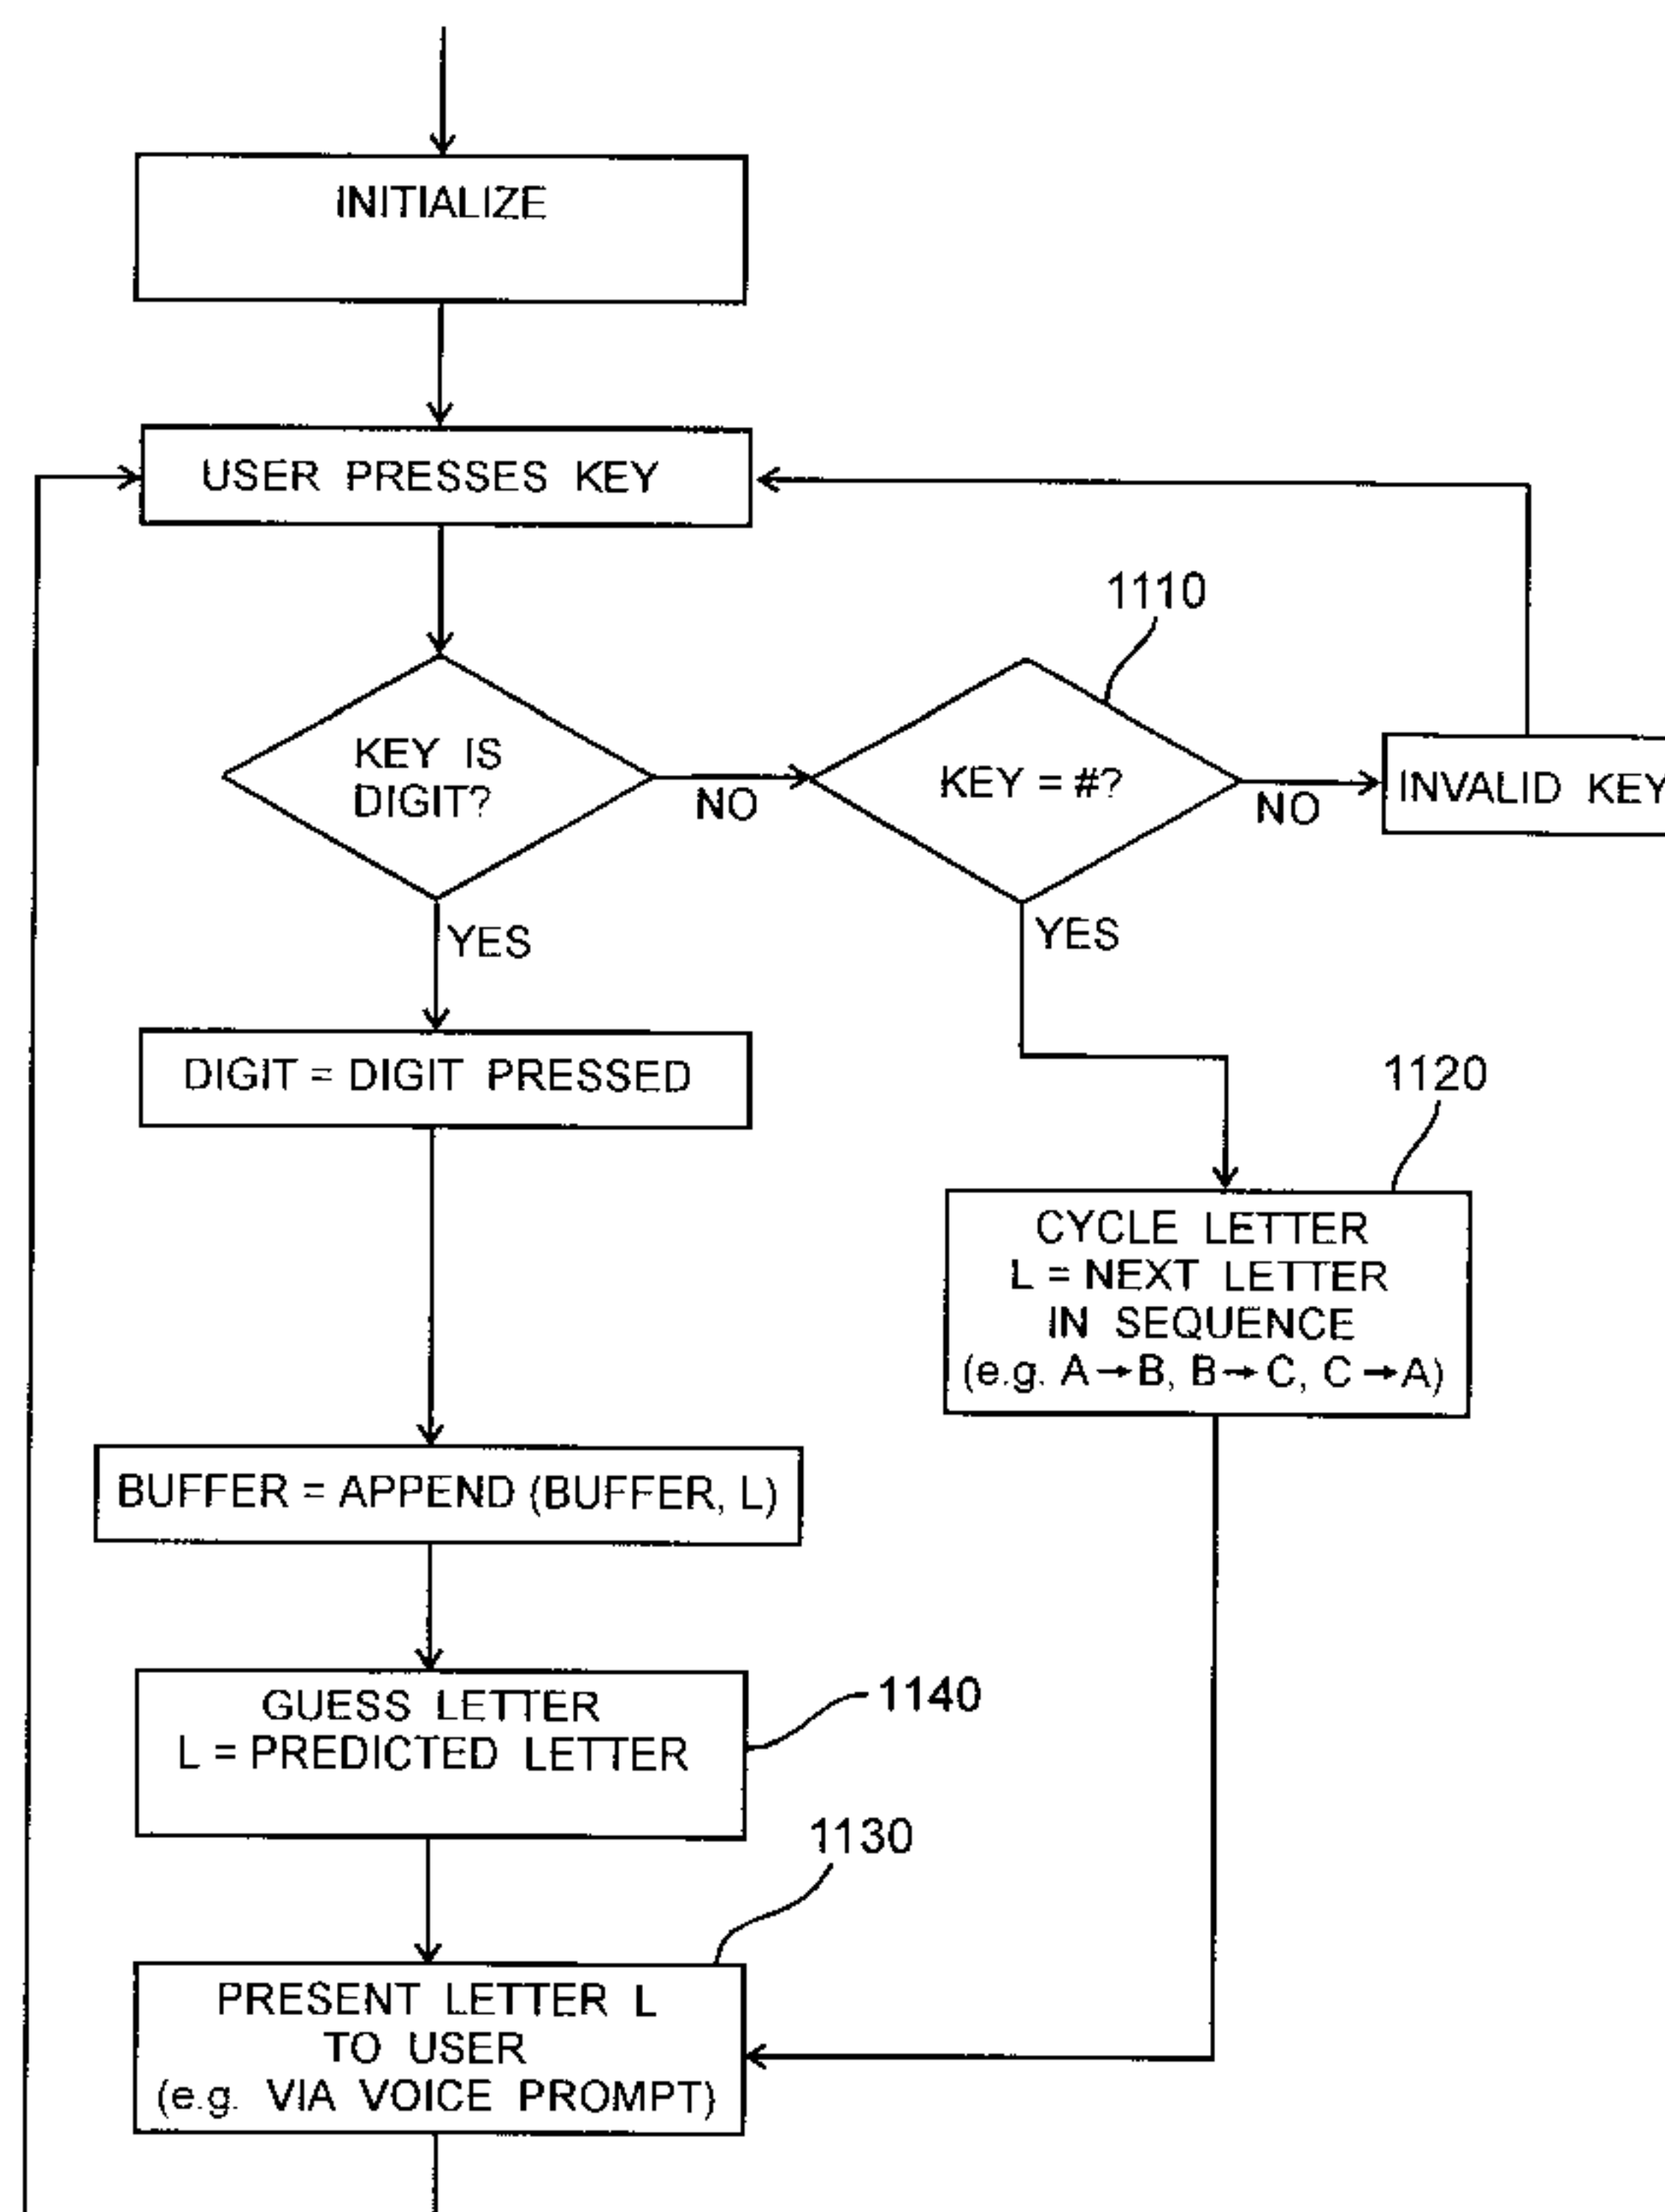 INITIALIZE
USER PRESSES KEY
1110
KEY IS
DIGIT?
NO
KEY = #?
NO
INVALID KEY
YES
YES
DIGIT = DIGIT PRESSED
1120
CYCLE LETTER
L = NEXT LETTER
IN SEQUENCE
(e.g. A→B, B→C, C→A)
BUFFER = APPEND (BUFFER, L)
GUESS LETTER
L = PREDICTED LETTER
1140
1130
PRESENT LETTER L
TO USER
(e.g. VIA VOICE PROMPT)